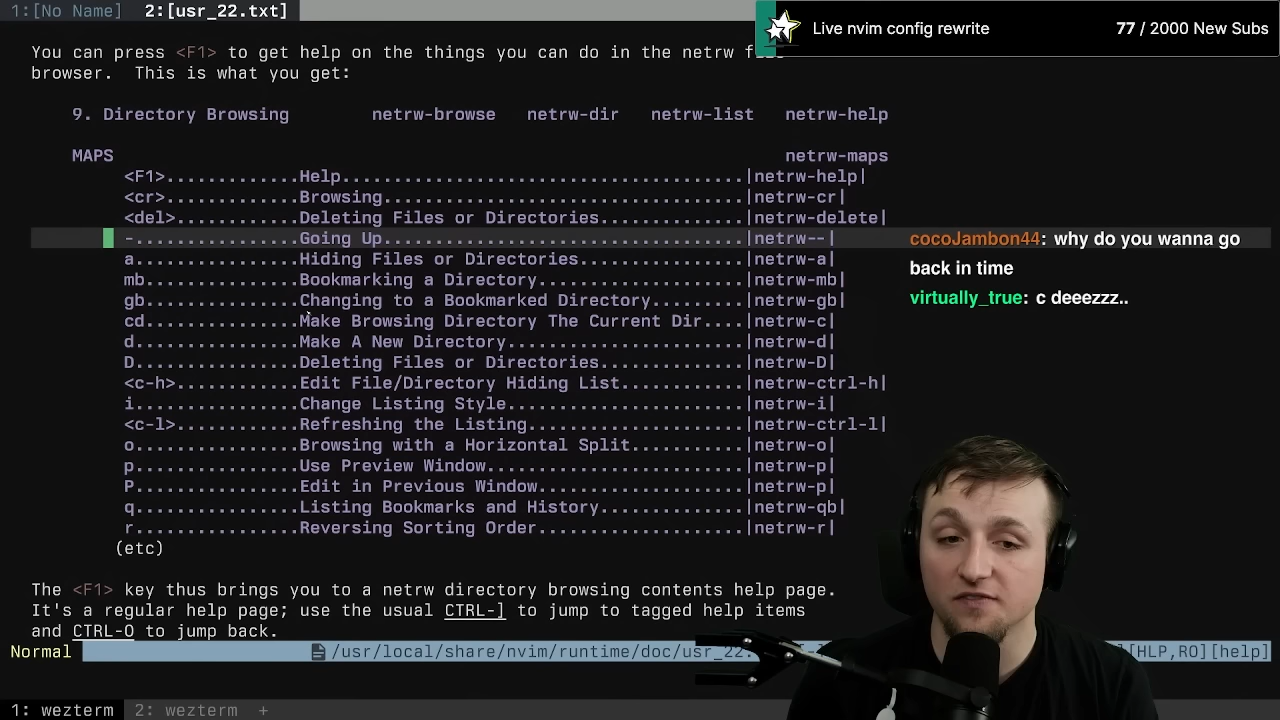 1:[No Name] 2:[usr_22.txt]
Live nvim config rewrite 77 / 2000 New Subs
You can press <F1> to get help on the things you can do in the netrw
browser. This is what you get:
9. Directory Browsing netrw-browse netrw-dir netrw-list netrw-help
MAPS netrw-maps
<F1>.............Help.......................................|netrw-help|
<cr>.............Browsing...................................|netrw-cr|
<del>............Deleting Files or Directories..............|netrw-delete|
-................Going Up...................................|netrw--|
a................Hiding Files or Directories................|netrw-a|
mb...............Bookmarking a Directory....................|netrw-mb|
gb...............Changing to a Bookmarked Directory.........|netrw-gb|
cd...............Make Browsing Directory The Current Dir....|netrw-c|
d................Make A New Directory.......................|netrw-d|
D................Deleting Files or Directories..............|netrw-D|
<c-h>............Edit File/Directory Hiding List............|netrw-ctrl-h|
i................Change Listing Style.......................|netrw-i|
<c-l>............Refreshing the Listing.....................|netrw-ctrl-l|
o................Browsing with a Horizontal Split...........|netrw-o|
p................Use Preview Window.........................|netrw-p|
P................Edit in Previous Window....................|netrw-p|
q................Listing Bookmarks and History..............|netrw-qb|
r................Reversing Sorting Order....................|netrw-r|
(etc)
cocoJambon44: why do you wanna go
back in time
virtually_true: c deeezzz..
The <F1> key thus brings you to a netrw directory browsing contents help page.
It's a regular help page; use the usual CTRL-] to jump to tagged help items
and CTRL-O to jump back.
Normal /usr/local/share/nvim/runtime/doc/usr_22. [HLP,RO][help]
1: wezterm 2: wezterm +